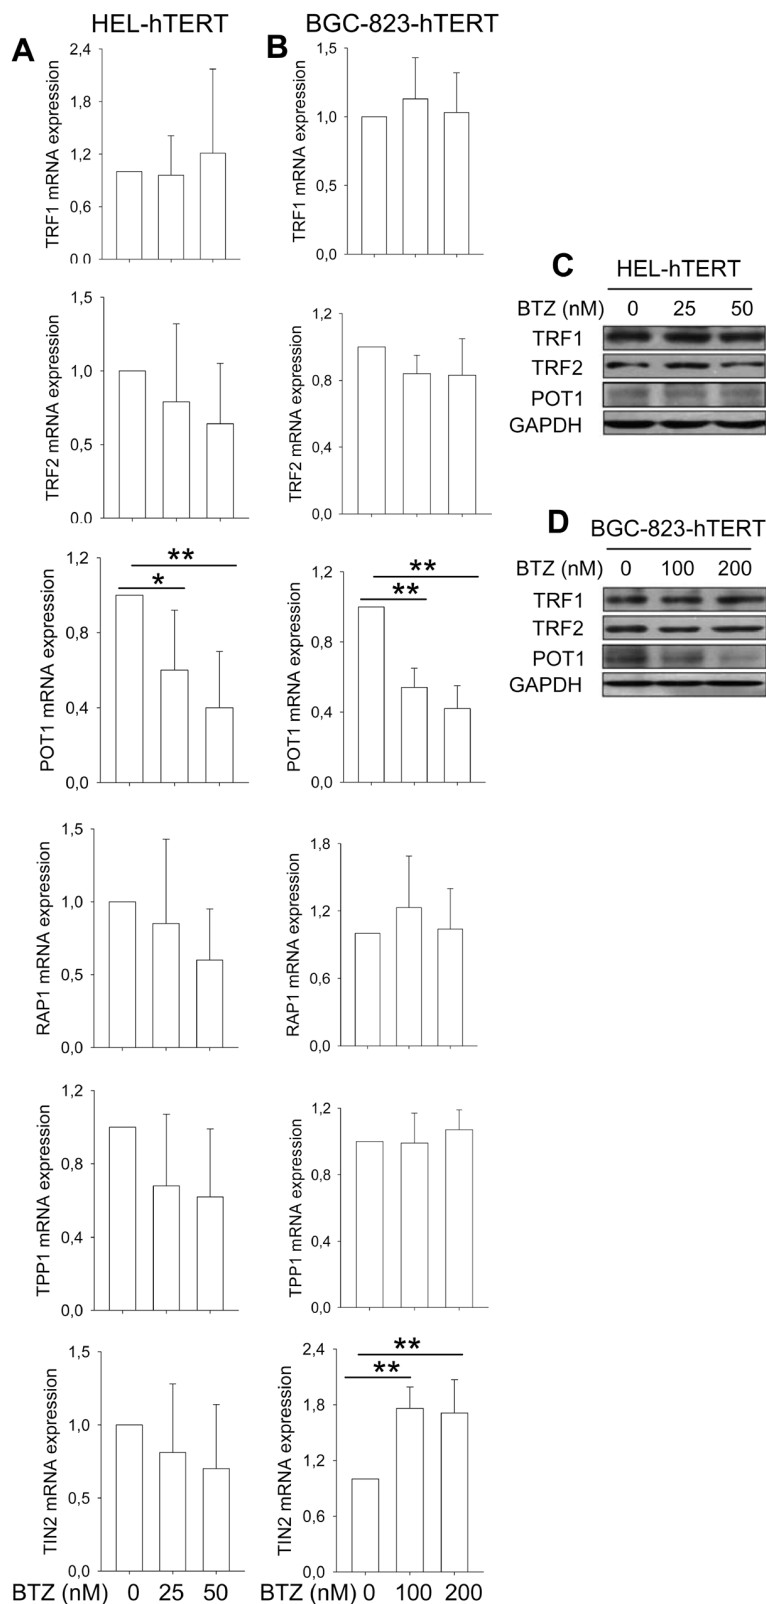 HEL-hTERT
BGC-823-hTERT
A
TRF1 mRNA expression
2,4
1,8
1,2
0,6
0,0
TRF2 mRNA expression
1,5
1,0
0,5
0,0
POT1 mRNA expression
1,2
0,8
0,4
0,0
**
*
RAP1 mRNA expression
1,5
1,0
0,5
0,0
TPP1 mRNA expression
1,2
0,8
0,4
0,0
TIN2 mRNA expression
1,5
1,0
0,5
0,0
BTZ (nM) 0 25 50
B
TRF1 mRNA expression
1,5
1,0
0,5
0,0
TRF2 mRNA expression
1,2
0,8
0,4
0,0
POT1 mRNA expression
1,2
0,8
0,4
0,0
**
**
RAP1 mRNA expression
1,8
1,2
0,6
0,0
TPP1 mRNA expression
1,2
0,8
0,4
0,0
TIN2 mRNA expression
2,4
1,8
1,2
0,6
0,0
**
**
BTZ (nM) 0 100 200
C
HEL-hTERT
BTZ (nM) 0 25 50
TRF1
TRF2
POT1
GAPDH
D
BGC-823-hTERT
BTZ (nM) 0 100 200
TRF1
TRF2
POT1
GAPDH